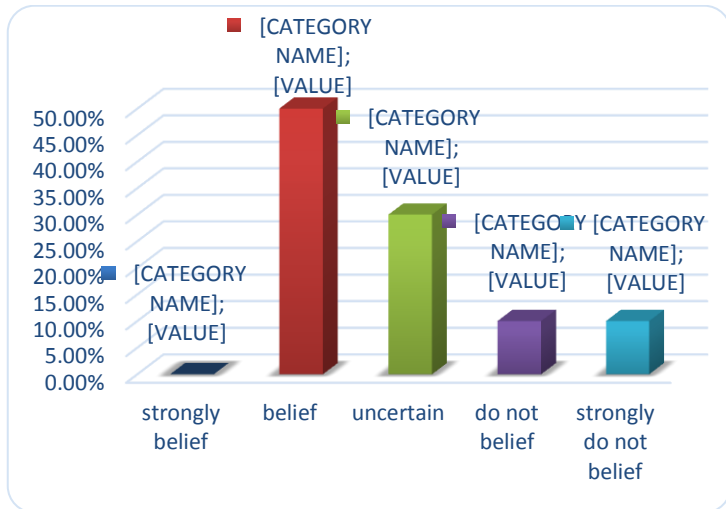 [CATEGORY
NAME];
[VALUE]
[CATEGORY
NAME];
[VALUE]
[CATEGORY
NAME];
[VALUE]
[CATEGORY
NAME];
[VALUE]
[CATEGORY
NAME];
[VALUE]
50.00%
45.00%
40.00%
35.00%
30.00%
25.00%
20.00%
15.00%
10.00%
5.00%
0.00%
strongly
belief
belief
uncertain
do not
belief
strongly
do not
belief